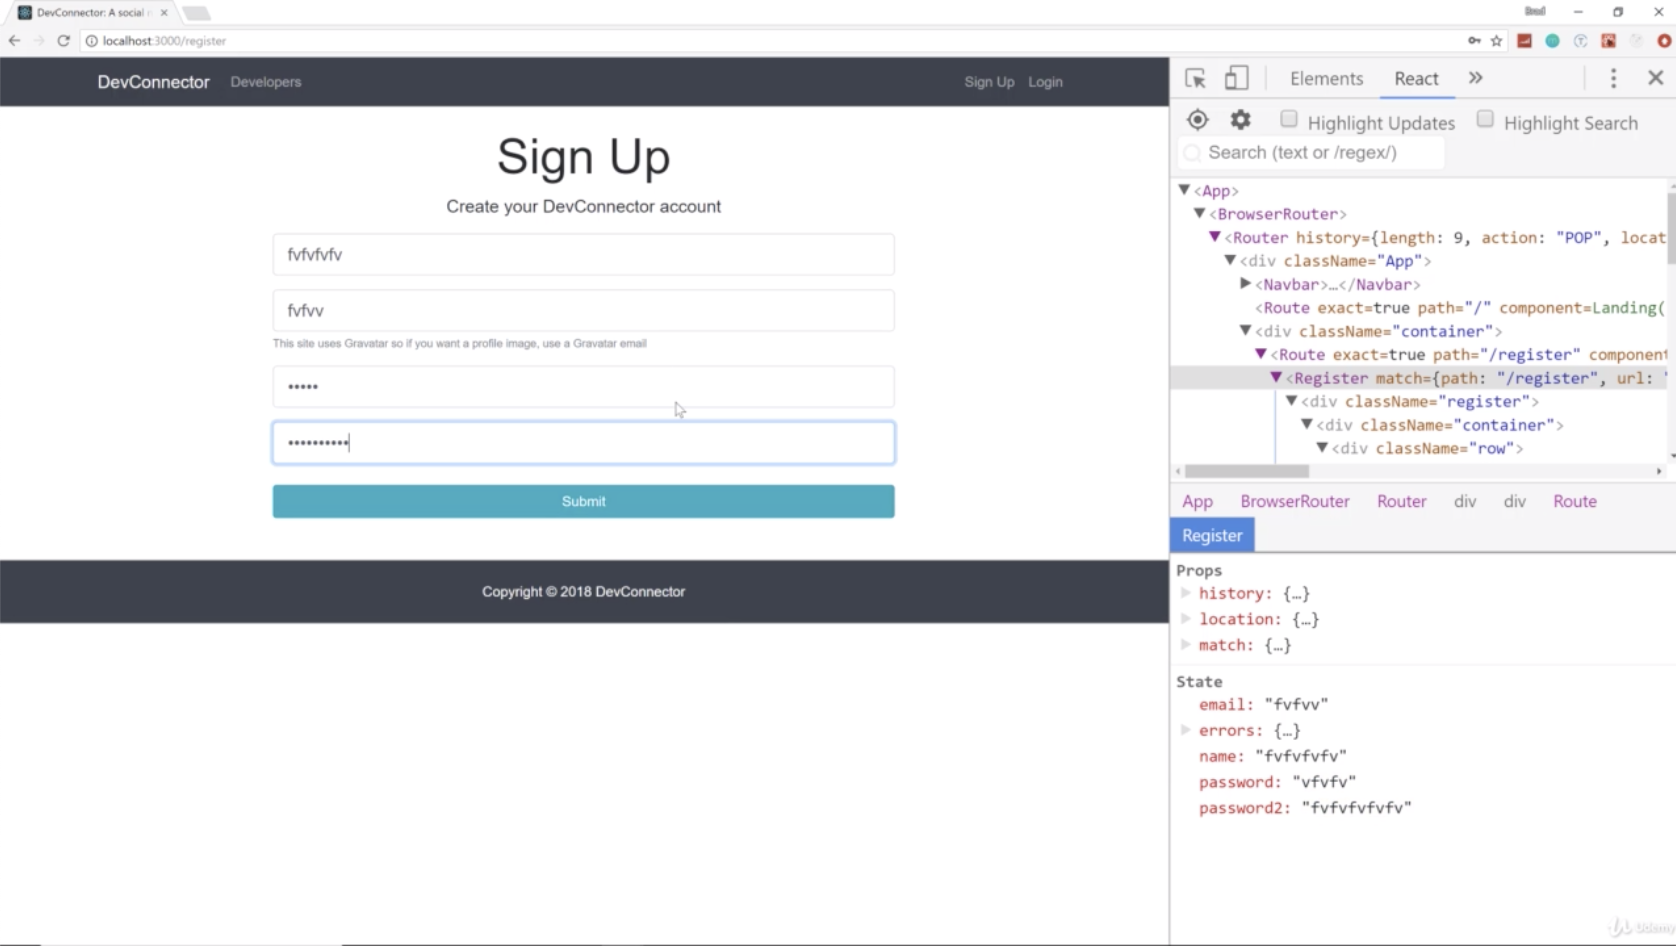 DevConnector: A social
localhost:3000/register
DevConnector Developers Sign Up Login
Sign Up
Create your DevConnector account
fvfvfvfv
fvfvv
This site uses Gravatar so if you want a profile image, use a Gravatar email
•••••
••••••••••
Submit
Copyright © 2018 DevConnector
Elements React »
Highlight Updates Highlight Search
Search (text or /regex/)
<App>
<BrowserRouter>
<Router history={length: 9, action: "POP", locat
<div className="App">
<Navbar>…</Navbar>
<Route exact=true path="/" component=Landing(
<div className="container">
<Route exact=true path="/register" component
<Register match={path: "/register", url: "
<div className="register">
<div className="container">
<div className="row">
App BrowserRouter Router div div Route
Register
Props
history: {…}
location: {…}
match: {…}
State
email: "fvfvv"
errors: {…}
name: "fvfvfvfv"
password: "vfvfv"
password2: "fvfvfvfvfv"
Udemy